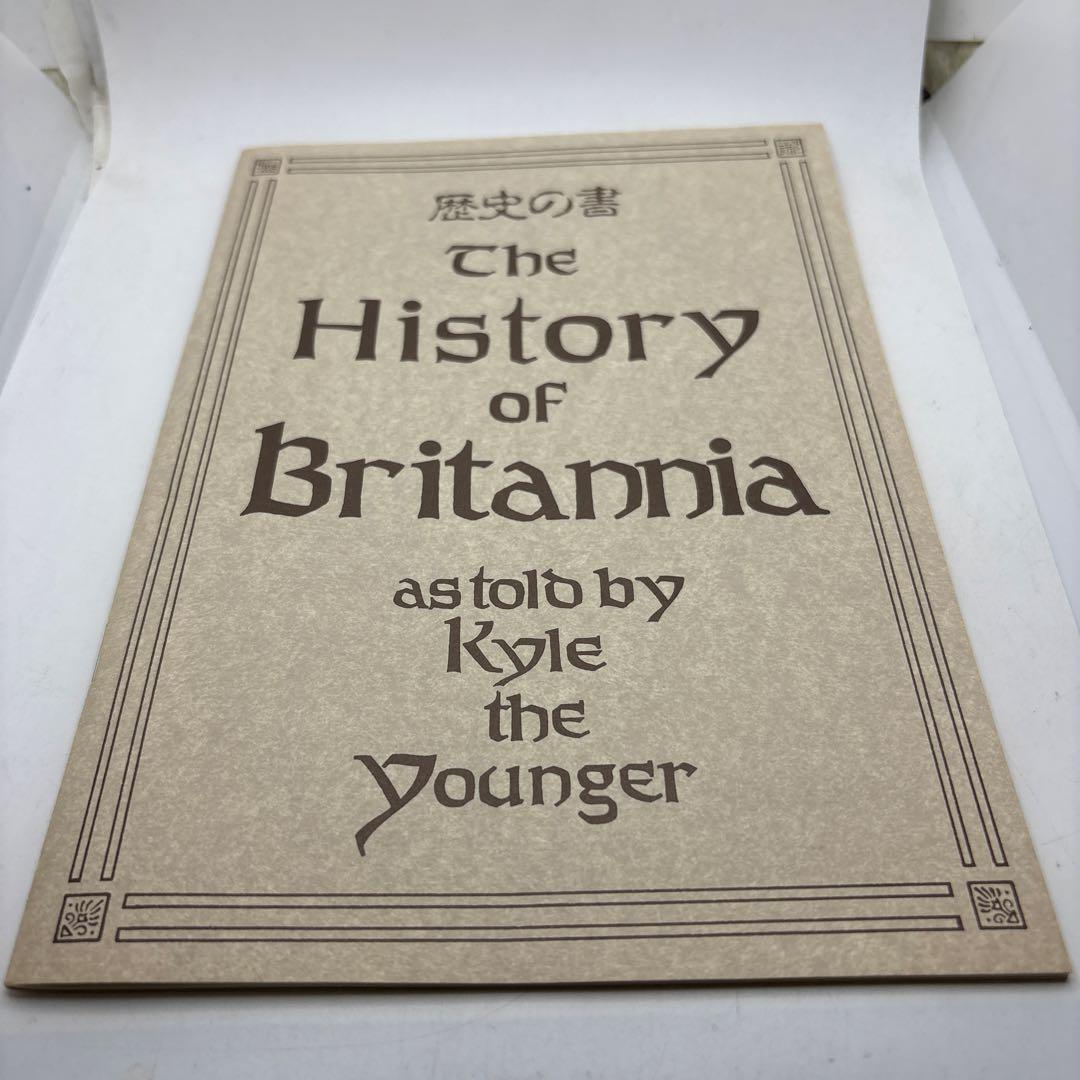 歴史の書
The
History
of
Britannia
as told by
Kyle
the
Younger